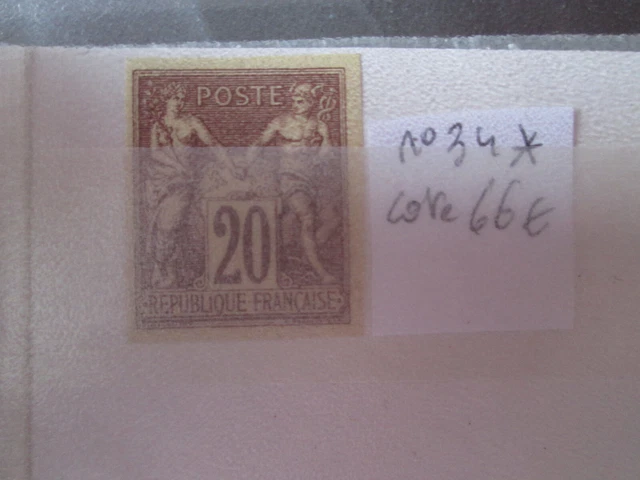 POSTE
20
REPUBLIQUE FRANÇAISE
n° 34 *
cote 66 €